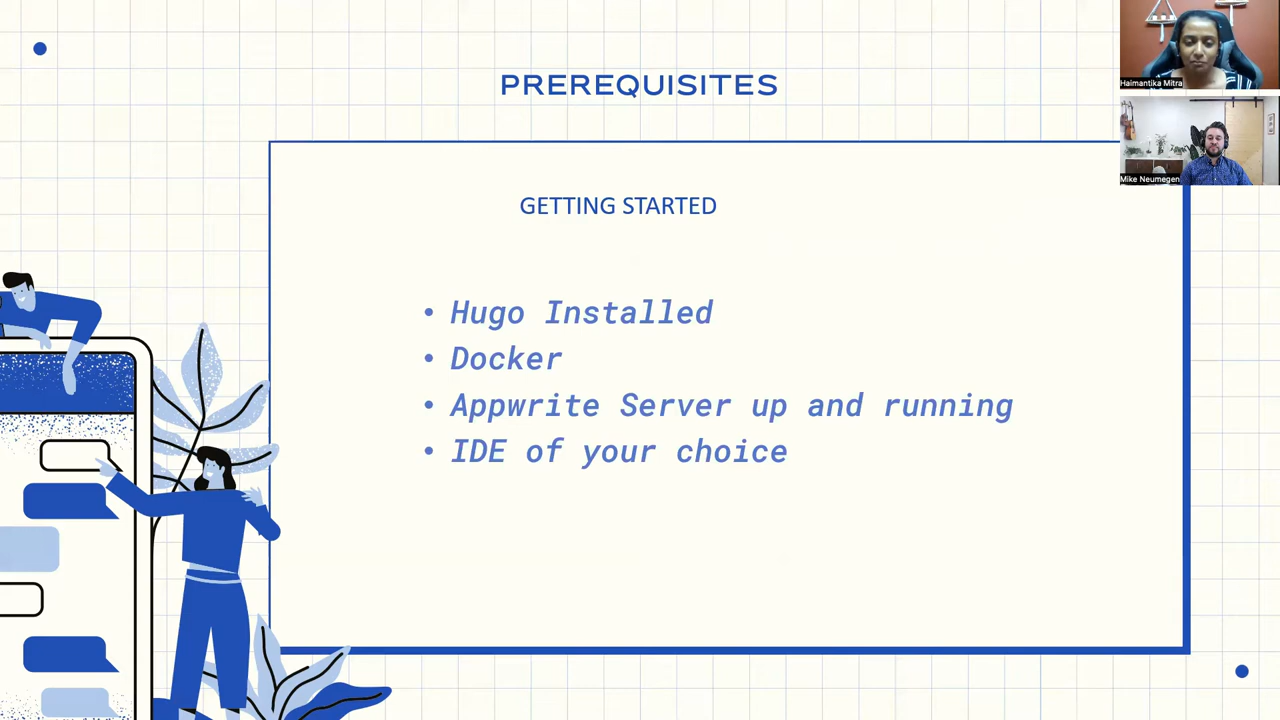 PREREQUISITES
Haimantika Mitra
Mike Neumegen
GETTING STARTED
• Hugo Installed
• Docker
• Appwrite Server up and running
• IDE of your choice